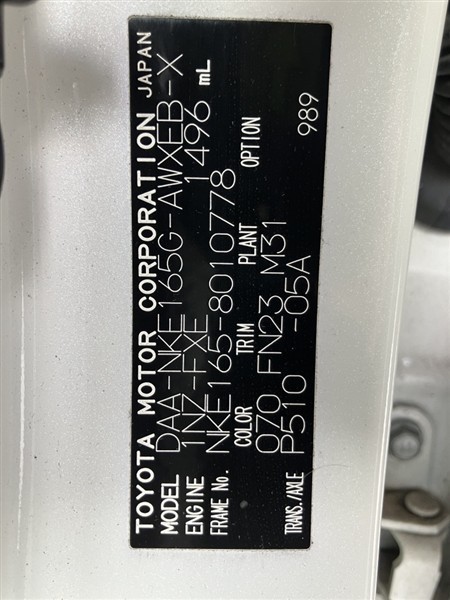 TOYOTA MOTOR CORPORATION JAPAN
MODEL DAA-NKE165G-AWXEB-X
ENGINE 1NZ-FXE 1496 mL
FRAME No. NKE165-8010778
COLOR TRIM PLANT OPTION
070 FN23 M31 989
TRANS./AXLE P510 -05A